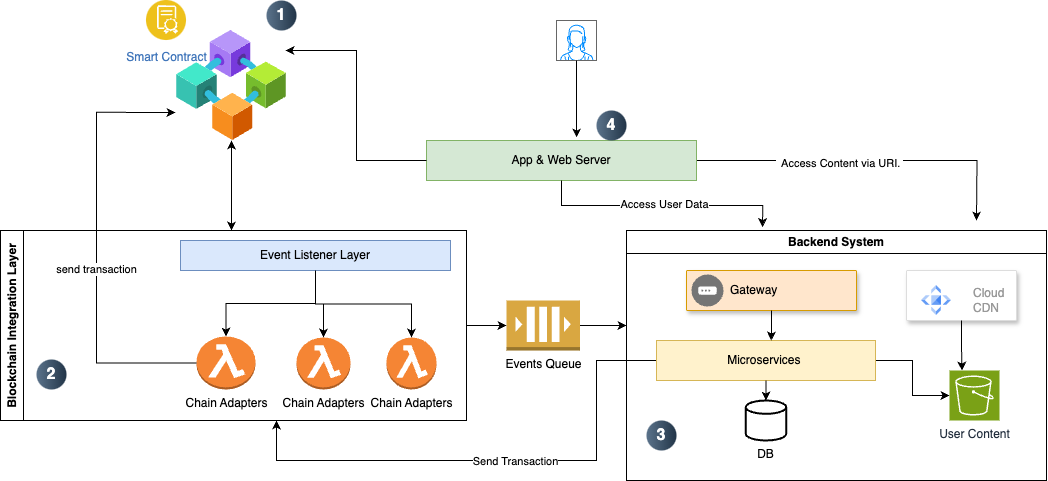 1
Smart Contract
4
App & Web Server
Access Content via URI.
Access User Data
Blockchain Integration Layer
Event Listener Layer
send transaction
2
Chain Adapters
Chain Adapters
Chain Adapters
Events Queue
Backend System
Gateway
Cloud
CDN
Microservices
User Content
3
DB
Send Transaction